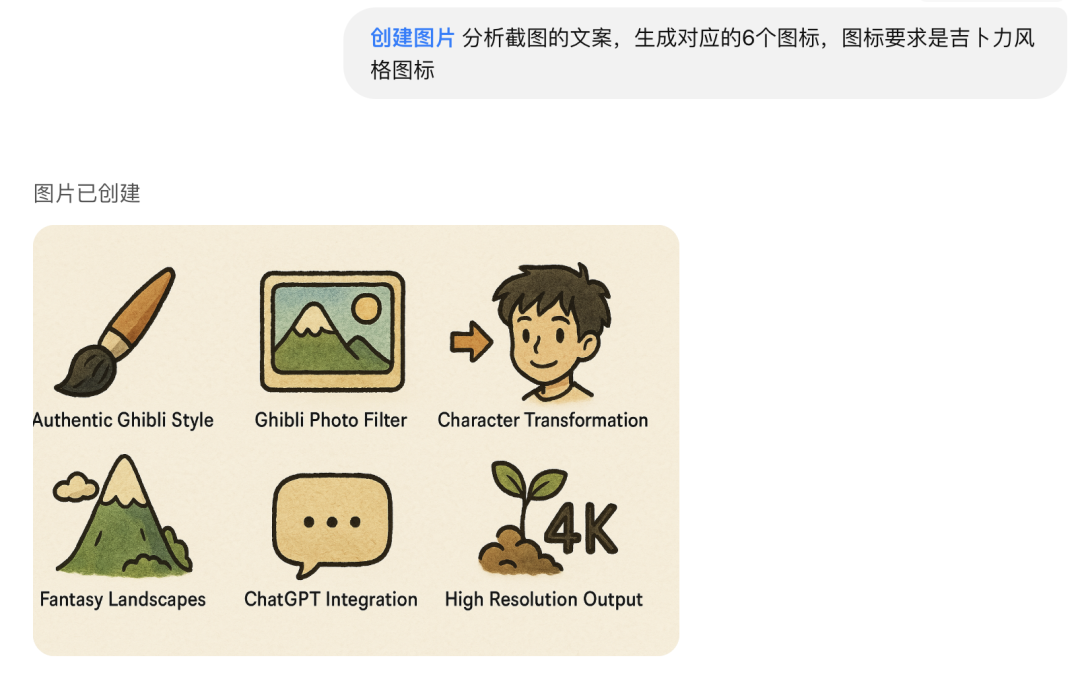 创建图片 分析截图的文案，生成对应的6个图标，图标要求是吉卜力风
格图标
图片已创建
Authentic Ghibli Style
Ghibli Photo Filter
Character Transformation
4K
Fantasy Landscapes
ChatGPT Integration
High Resolution Output